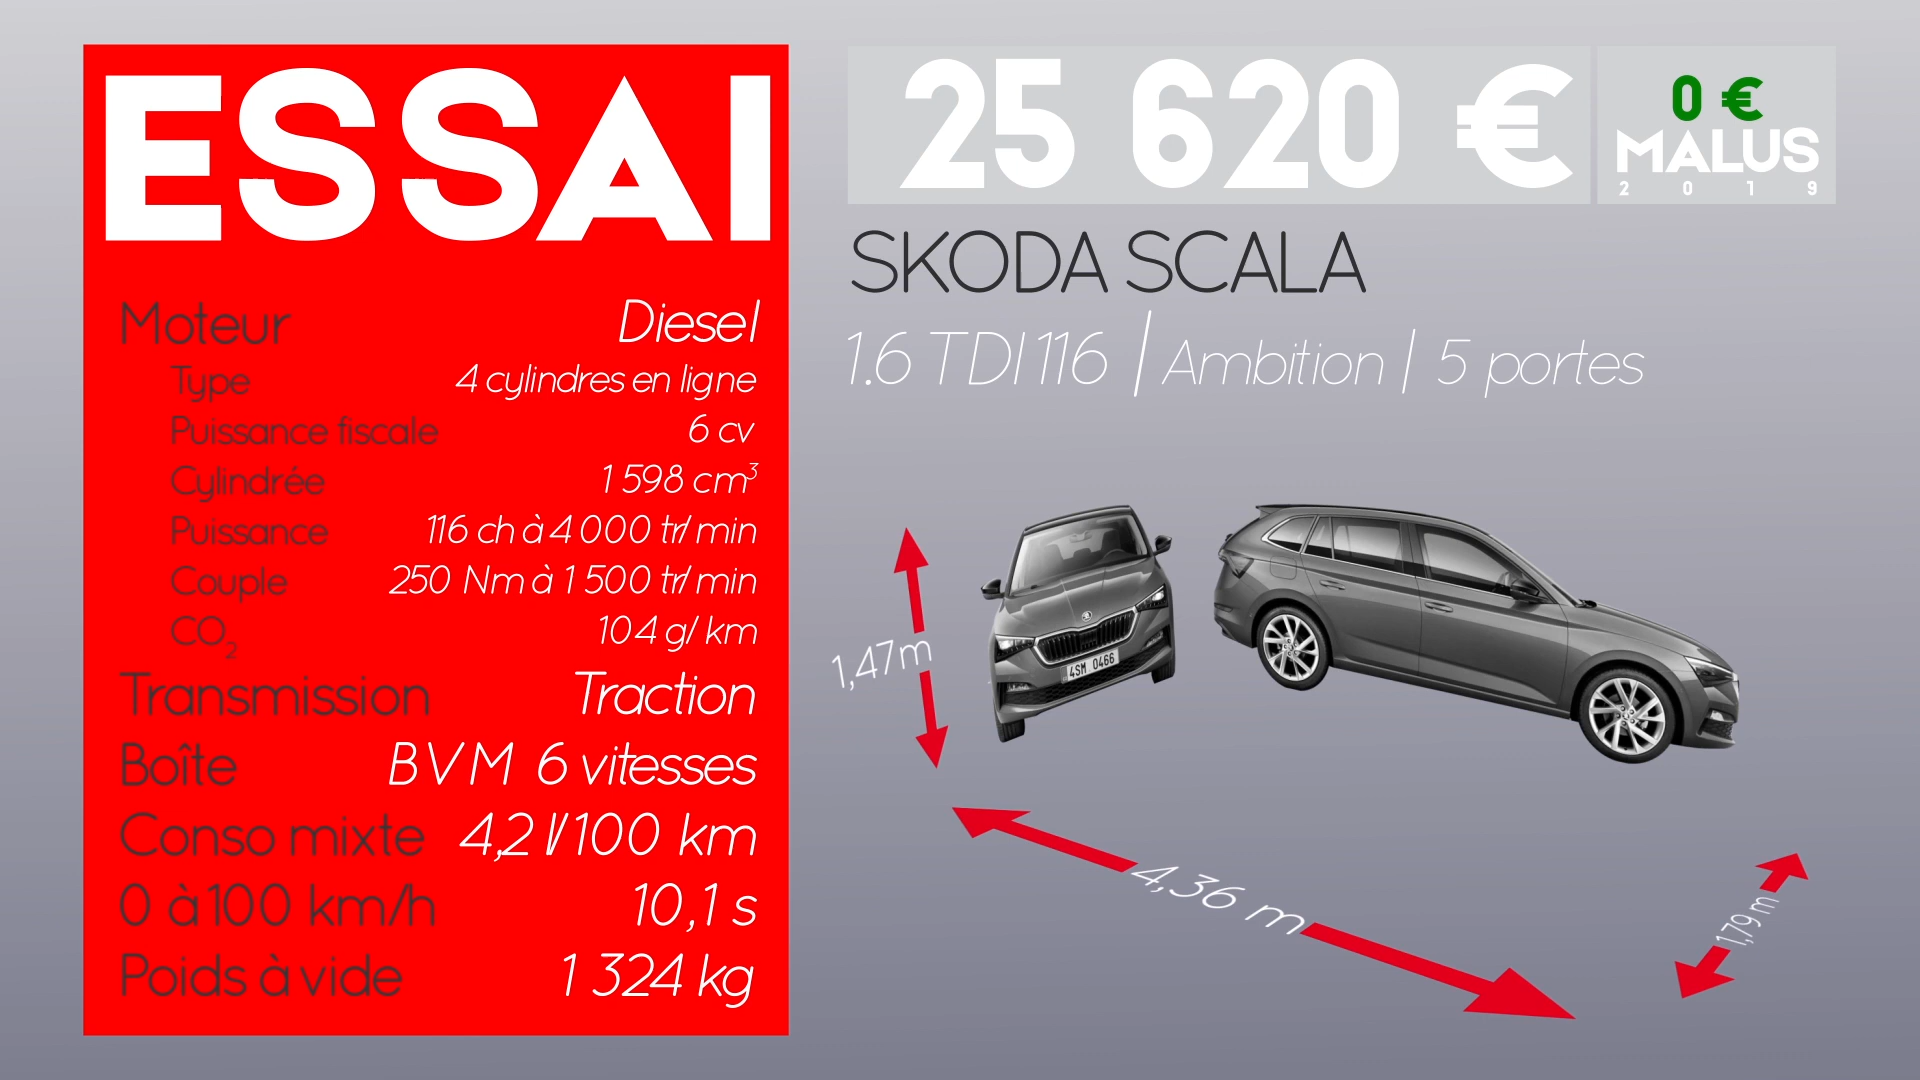 ESSAI
Moteur Diesel
Type 4 cylindres en ligne
Puissance fiscale 6 cv
Cylindrée 1 598 cm³
Puissance 116 ch à 4 000 tr/min
Couple 250 Nm à 1 500 tr/min
CO₂ 104 g/km
Transmission Traction
Boîte BVM 6 vitesses
Conso mixte 4,2 l/100 km
0 à 100 km/h 10,1 s
Poids à vide 1 324 kg
25 620 €
0 €
MALUS
2019
SKODA SCALA
1.6 TDI 116 | Ambition | 5 portes
4SM 0466
1,47m
4,36 m
1,79 m